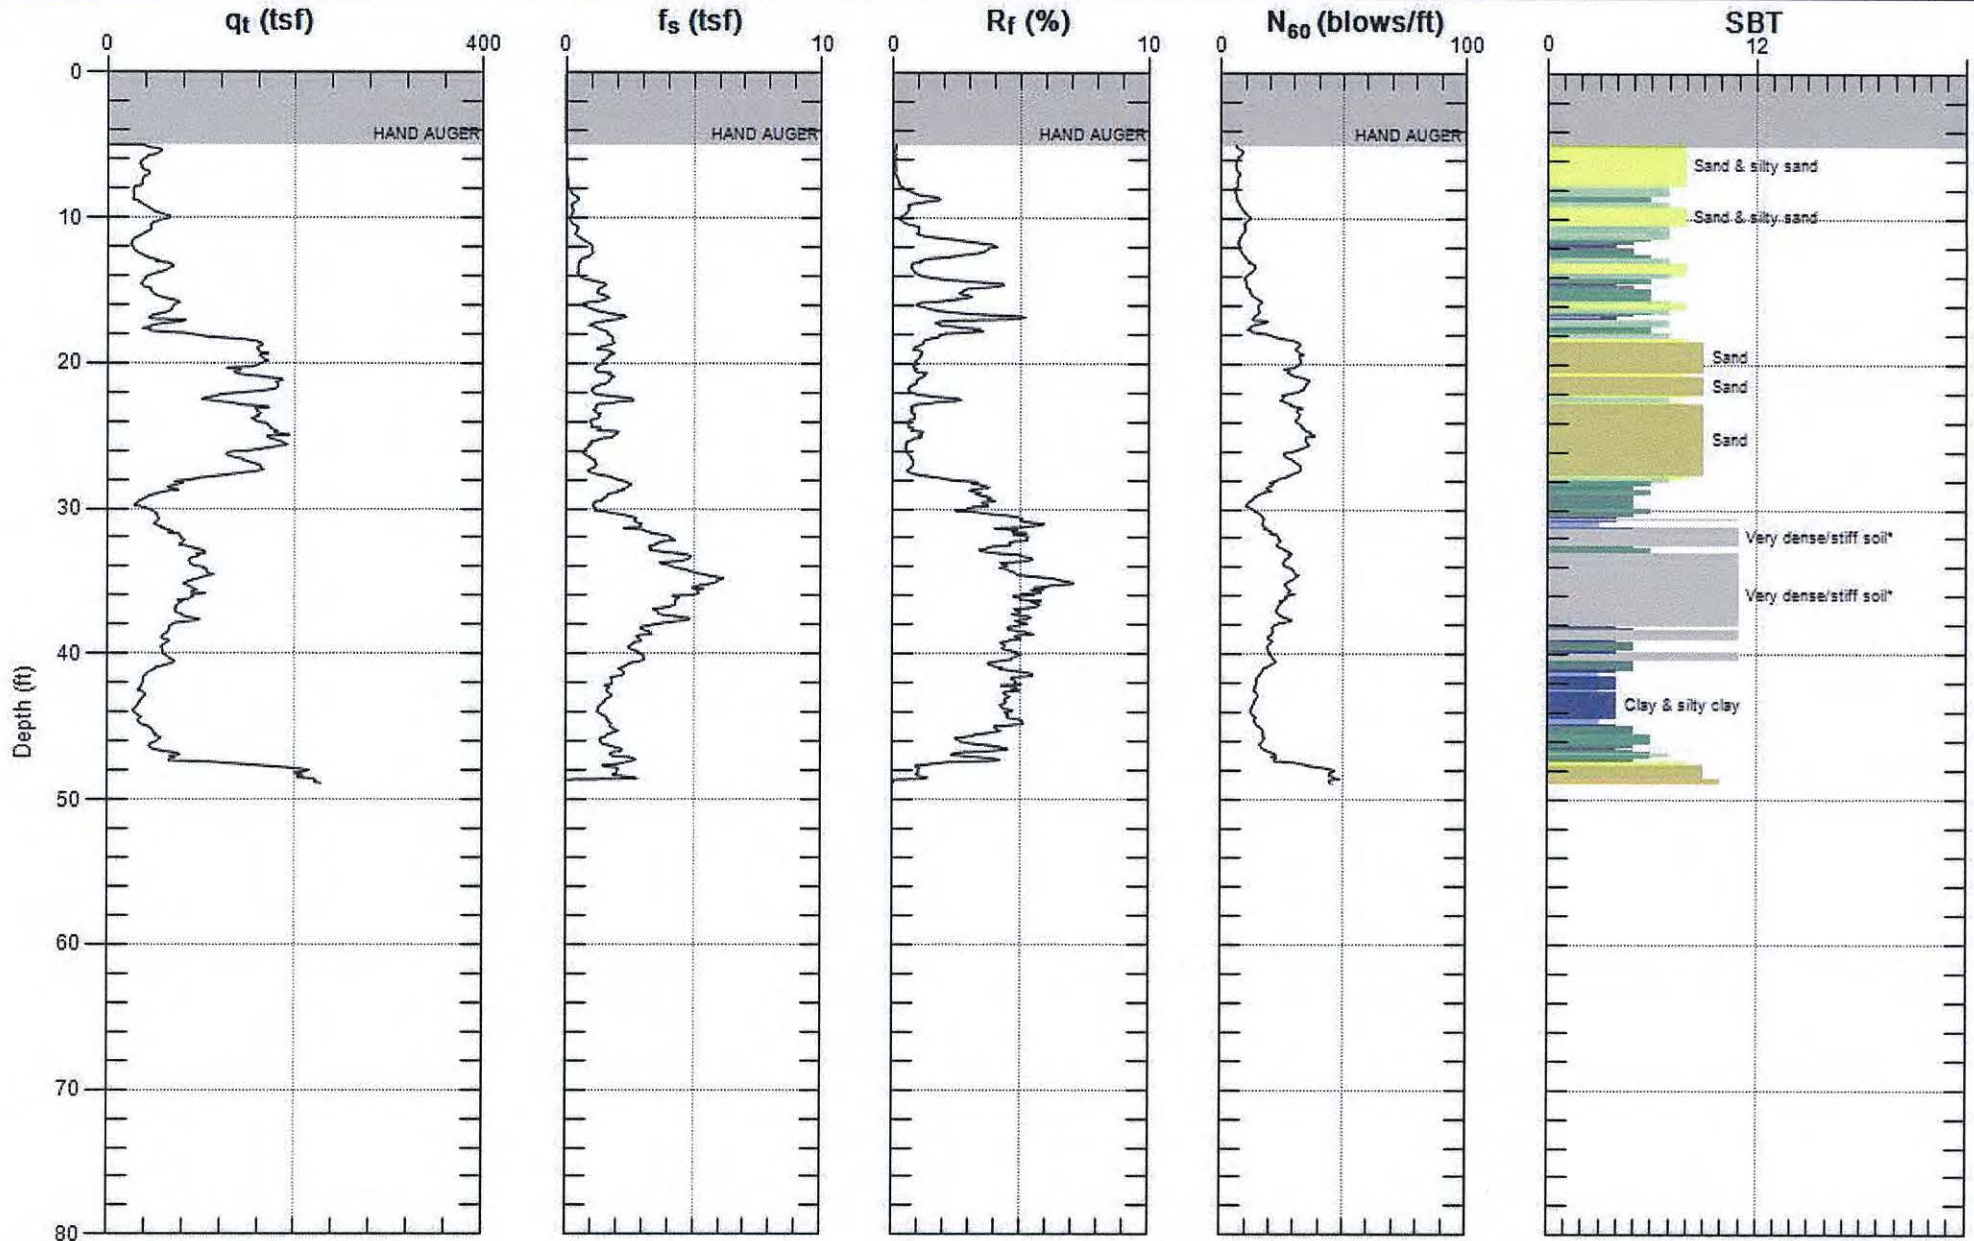 qt (tsf) fs (tsf) Rf (%) N60 (blows/ft) SBT
0 400 0 10 0 10 0 100 0 12
0
HAND AUGER HAND AUGER HAND AUGER HAND AUGER
Sand & silty sand
10
Sand & silty sand
20
Sand
Sand
Sand
30
Very dense/stiff soil*
Very dense/stiff soil*
40
Clay & silty clay
Depth (ft)
50
60
70
80